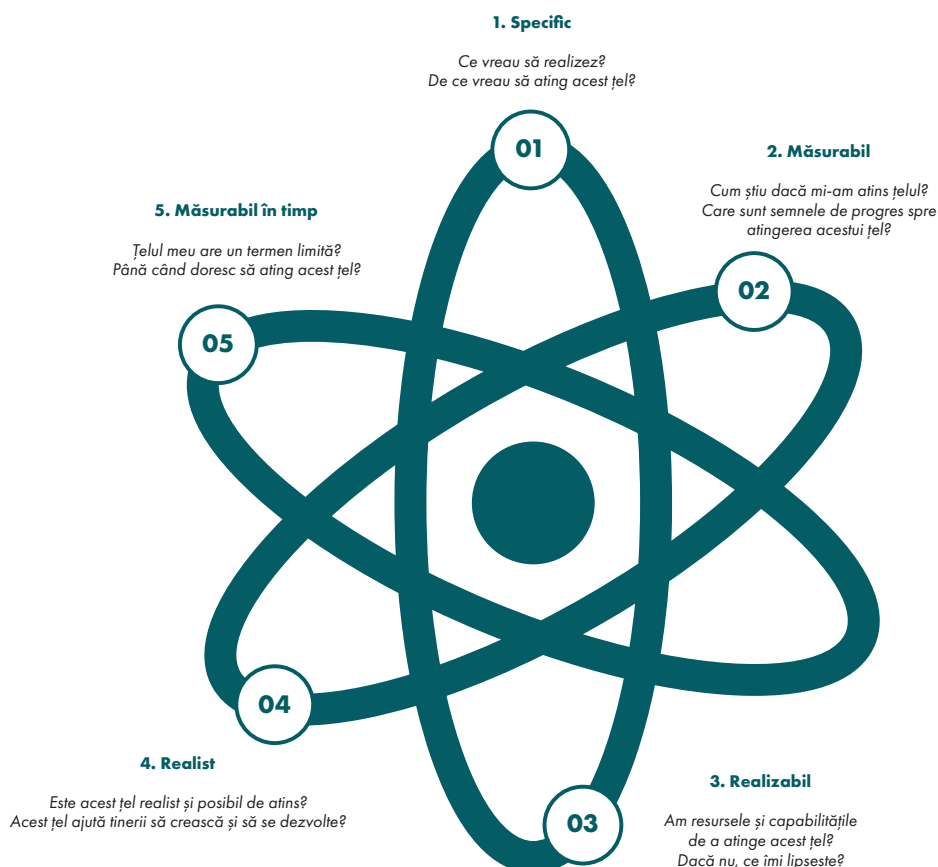 1. Specific
Ce vreau să realizez?
De ce vreau să ating acest țel?
01
2. Măsurabil
Cum știu dacă mi-am atins țelul?
Care sunt semnele de progres spre
atingerea acestui țel?
02
5. Măsurabil în timp
Țelul meu are un termen limită?
Până când doresc să ating acest țel?
05
04
4. Realist
Este acest țel realist și posibil de atins?
Acest țel ajută tinerii să crească și să se dezvolte?
03
3. Realizabil
Am resursele și capabilitățile
de a atinge acest țel?
Dacă nu, ce îmi lipsește?